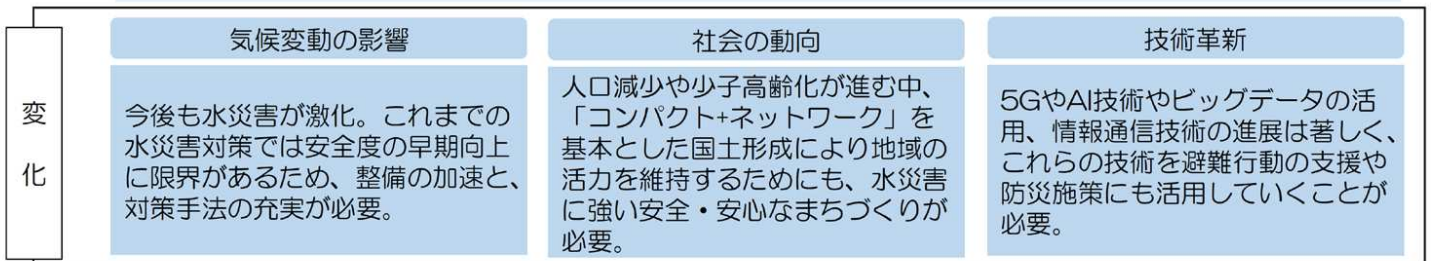 変化
気候変動の影響
今後も水災害が激化。これまでの
水災害対策では安全度の早期向上
に限界があるため、整備の加速と、
対策手法の充実が必要。
社会の動向
人口減少や少子高齢化が進む中、
「コンパクト+ネットワーク」を
基本とした国土形成により地域の
活力を維持するためにも、水災害
に強い安全・安心なまちづくりが
必要。
技術革新
5GやAI技術やビッグデータの活
用、情報通信技術の進展は著しく、
これらの技術を避難行動の支援や
防災施策にも活用していくことが
必要。